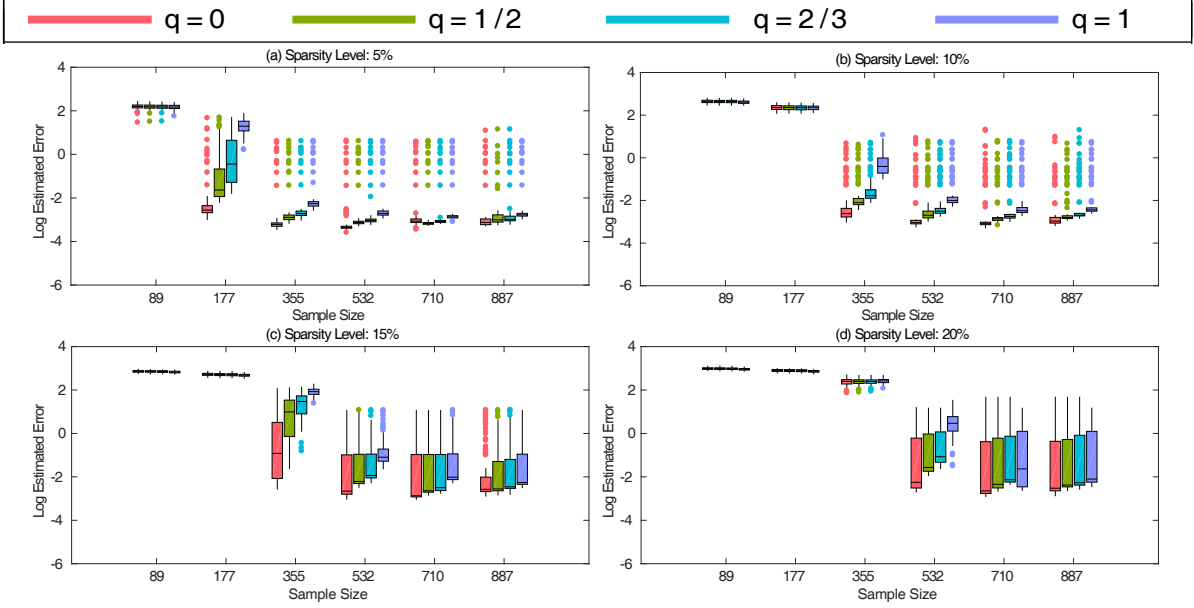 q = 0 q = 1/2 q = 2/3 q = 1
(a) Sparsity Level: 5%
4
2
0
-2
-4
-6
Log Estimated Error
89 177 355 532 710 887
Sample Size
(b) Sparsity Level: 10%
4
2
0
-2
-4
-6
Log Estimated Error
89 177 355 532 710 887
Sample Size
(c) Sparsity Level: 15%
4
2
0
-2
-4
-6
Log Estimated Error
89 177 355 532 710 887
Sample Size
(d) Sparsity Level: 20%
4
2
0
-2
-4
-6
Log Estimated Error
89 177 355 532 710 887
Sample Size